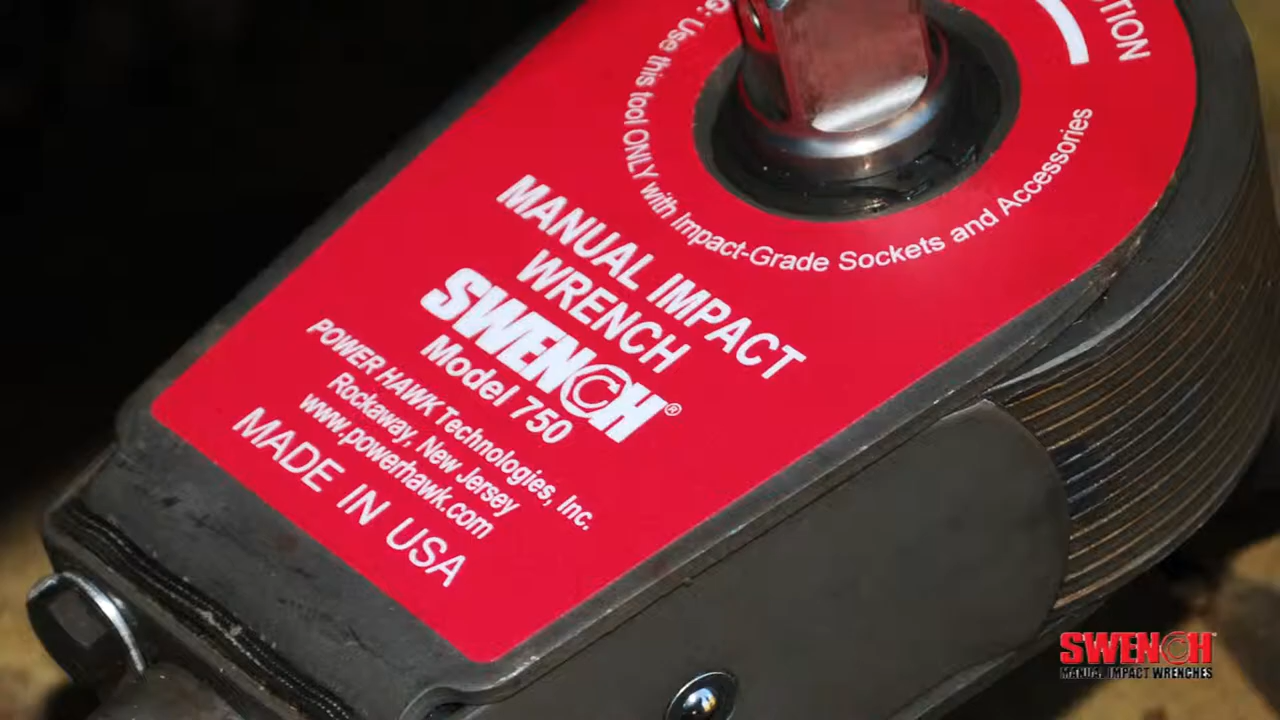 G: Use this tool ONLY with Impact-Grade Sockets and Accessories
MANUAL IMPACT
WRENCH
SWENCH®
Model 750
POWER HAWK Technologies, Inc.
Rockaway, New Jersey
www.powerhawk.com
MADE IN USA
SWENCH
MANUAL IMPACT WRENCHES